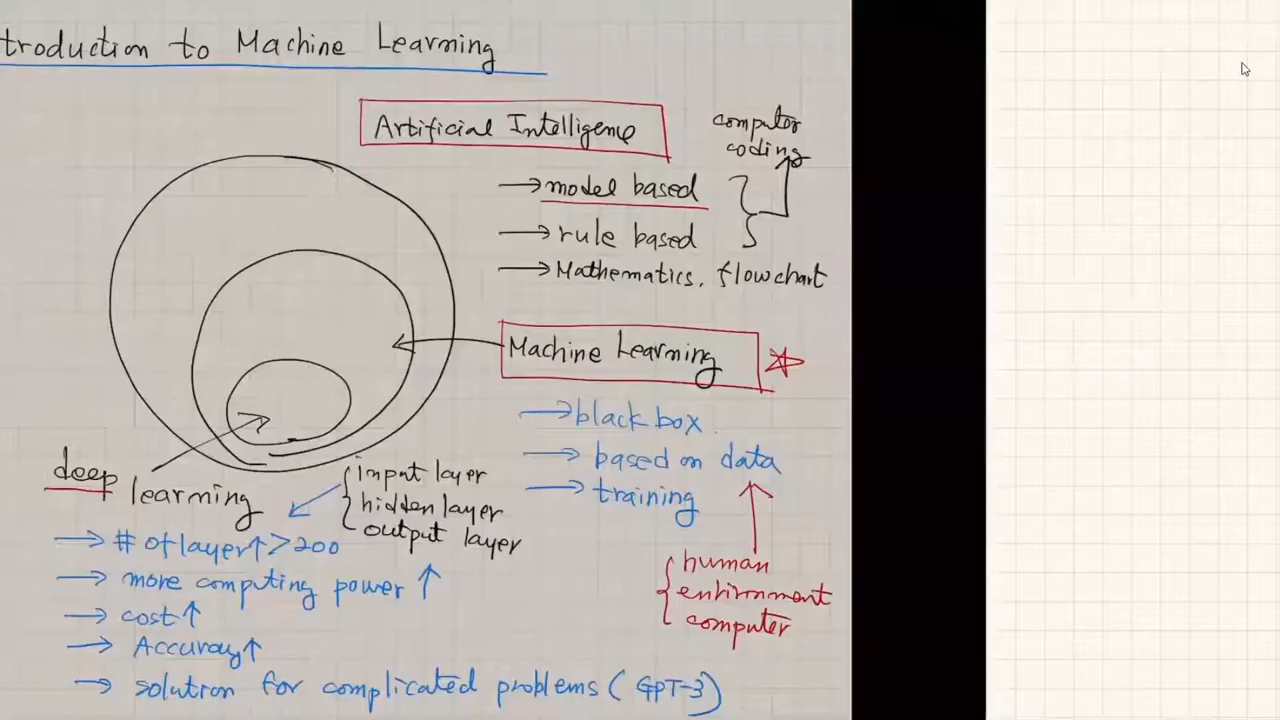 troduction to Machine Learning
Artificial Intelligence
computor
coding
→ model based
→ rule based
→ Mathematics. flowchart
Machine Learning
→ black box
→ based on data
→ training
human
environment
computer
deep learning
input layer
hidden layer
output layer
→ # of layer↑ > 200
→ more computing power ↑
→ cost ↑
→ Accuracy ↑
→ solution for complicated problems (GPT-3)